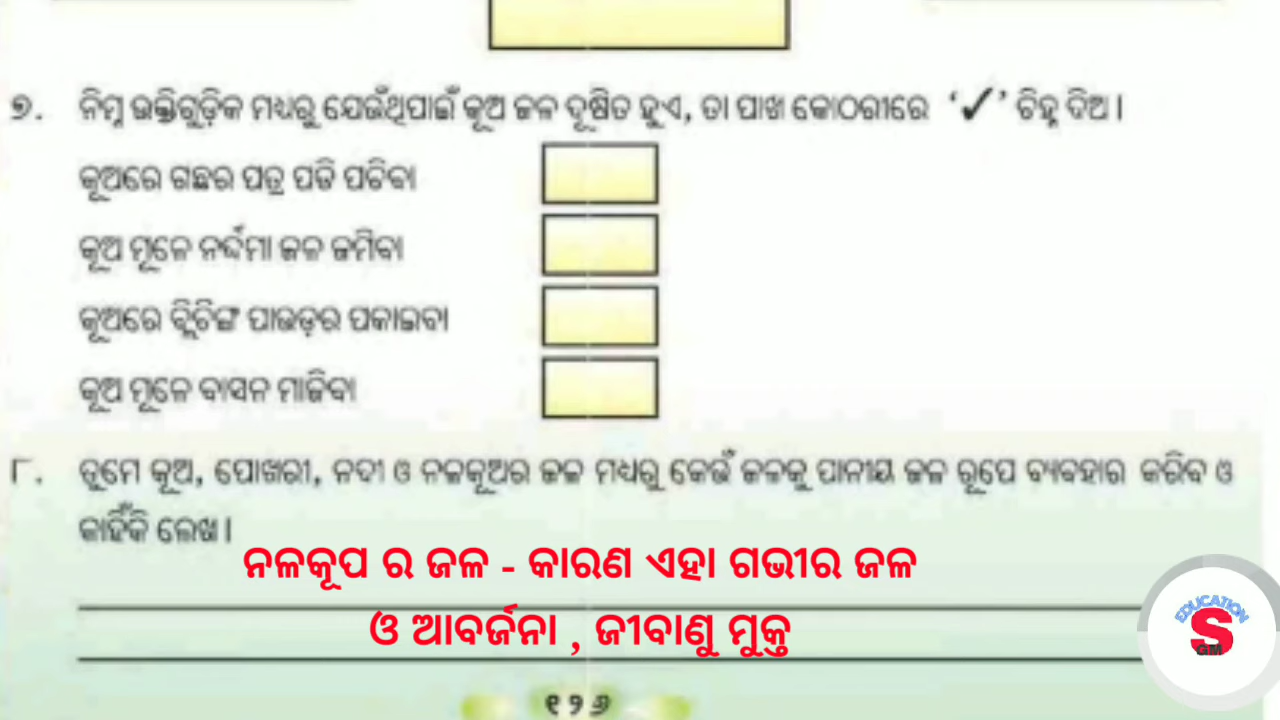 ୭. ନିମ୍ନ ଉକ୍ତିଗୁଡ଼ିକ ମଧ୍ୟରୁ ଯେଉଁଥିପାଇଁ କୂଅ ଜଳ ଦୂଷିତ ହୁଏ, ତା ପାଖ କୋଠରୀରେ ‘✓’ ଚିହ୍ନ ଦିଅ।
କୂଅରେ ଗଛର ପତ୍ର ପଡି ପଚିବା
କୂଅ ମୂଳେ ନର୍ଦ୍ଦମା ଜଳ ଜମିବା
କୂଅରେ ବ୍ଲିଚିଙ୍ଗ ପାଉଡ଼ର ପକାଇବା
କୂଅ ମୂଳେ ବାସନ ମାଜିବା
୮. ତୁମେ କୂଅ, ପୋଖରୀ, ନଦୀ ଓ ନଳକୂଅର ଜଳ ମଧ୍ୟରୁ କେଉଁ ଜଳକୁ ପାନୀୟ ଜଳ ରୂପେ ବ୍ୟବହାର କରିବ ଓ
କାହିଁକି ଲେଖ।
ନଳକୂପ ର ଜଳ - କାରଣ ଏହା ଗଭୀର ଜଳ
ଓ ଆବର୍ଜନା , ଜୀବାଣୁ ମୁକ୍ତ
EDUCATION
S
GM
୧୨୬